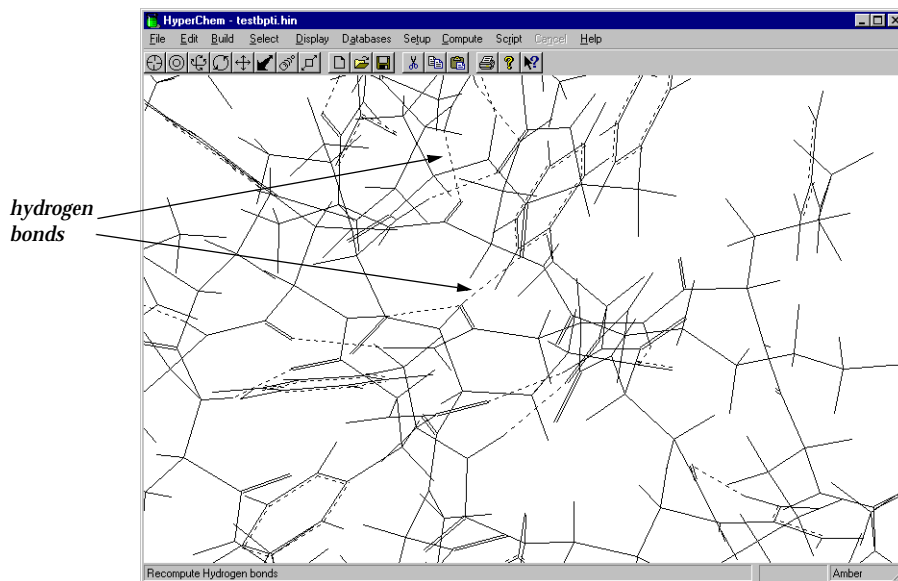 HyperChem - testbpti.hin
File Edit Build Select Display Databases Setup Compute Script Cancel Help
hydrogen
bonds
Recompute Hydrogen bonds Amber